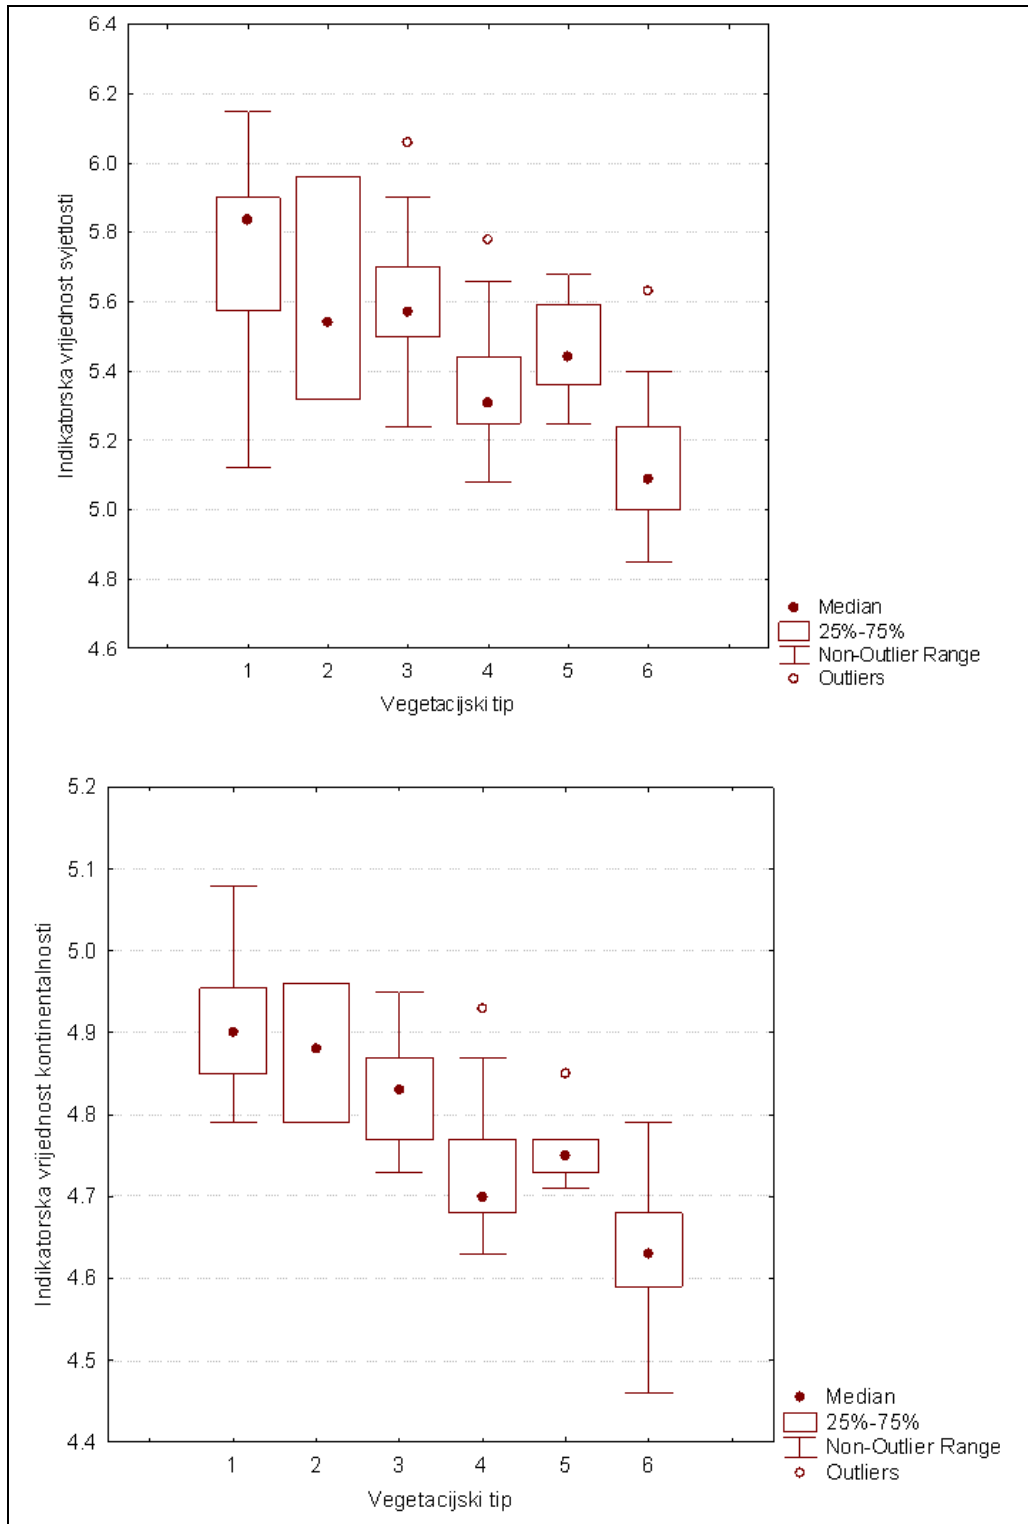 6.4
6.2
6.0
5.8
5.6
5.4
5.2
5.0
4.8
4.6
Indikatorska vrijednost svjetlosti
1 2 3 4 5 6
Vegetacijski tip
Median
25%-75%
Non-Outlier Range
Outliers
5.2
5.1
5.0
4.9
4.8
4.7
4.6
4.5
4.4
Indikatorska vrijednost kontinentalnosti
1 2 3 4 5 6
Vegetacijski tip
Median
25%-75%
Non-Outlier Range
Outliers